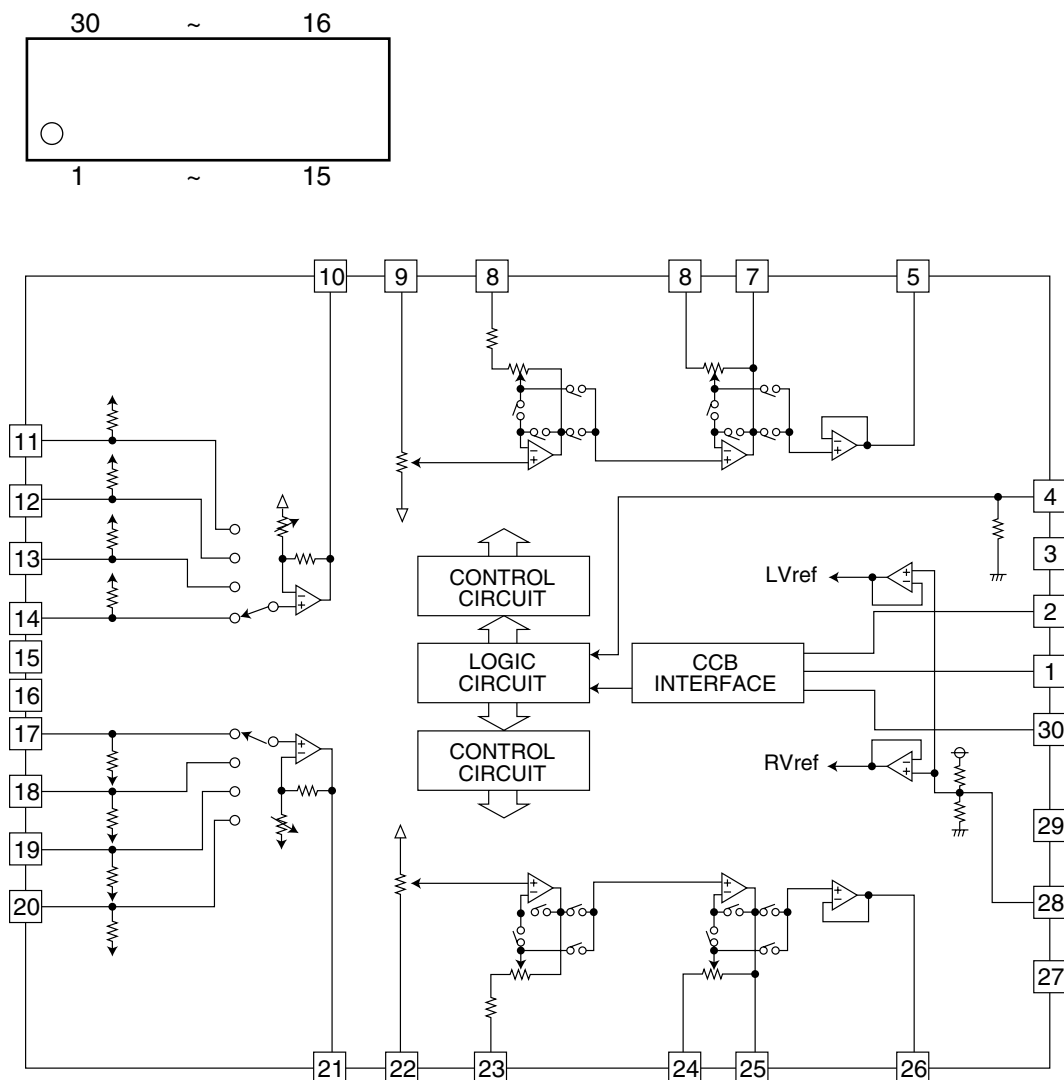 30 ~ 16
1 ~ 15
10 9 8 8 7 5
11
12
4
13
3
CONTROL
CIRCUIT
LVref
14
2
15
LOGIC
CIRCUIT
CCB
INTERFACE
1
16
17
30
CONTROL
CIRCUIT
RVref
18
29
19
28
20
27
21 22 23 24 25 26